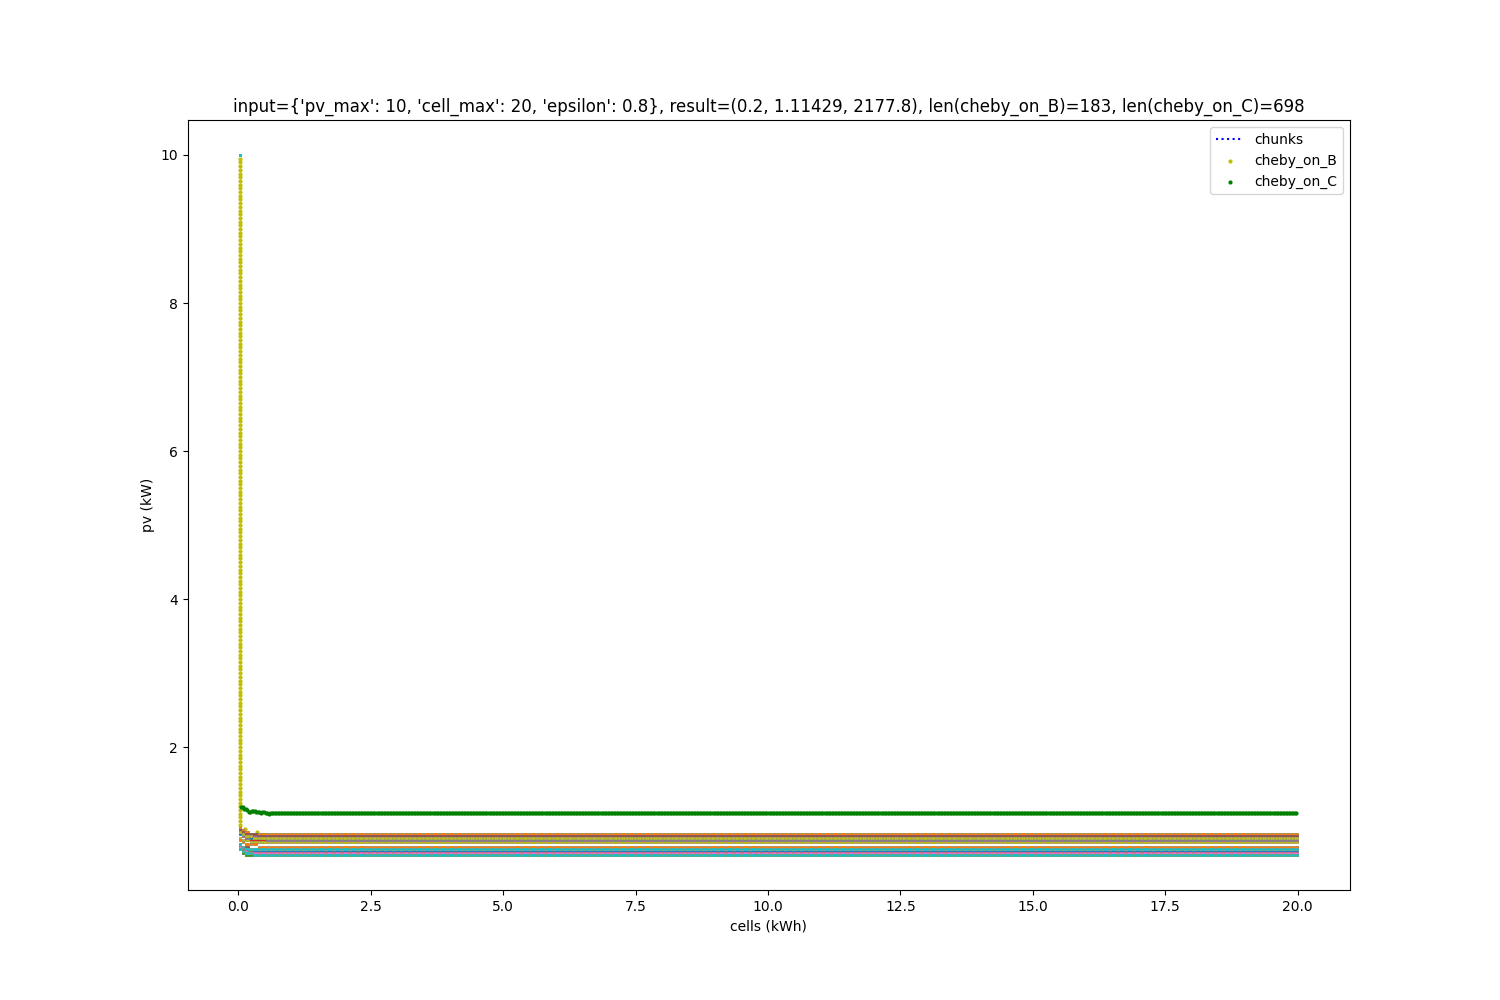 input={'pv_max': 10, 'cell_max': 20, 'epsilon': 0.8}, result=(0.2, 1.11429, 2177.8), len(cheby_on_B)=183, len(cheby_on_C)=698
chunks
cheby_on_B
cheby_on_C
10
8
6
4
2
pv (kW)
0.0 2.5 5.0 7.5 10.0 12.5 15.0 17.5 20.0
cells (kWh)